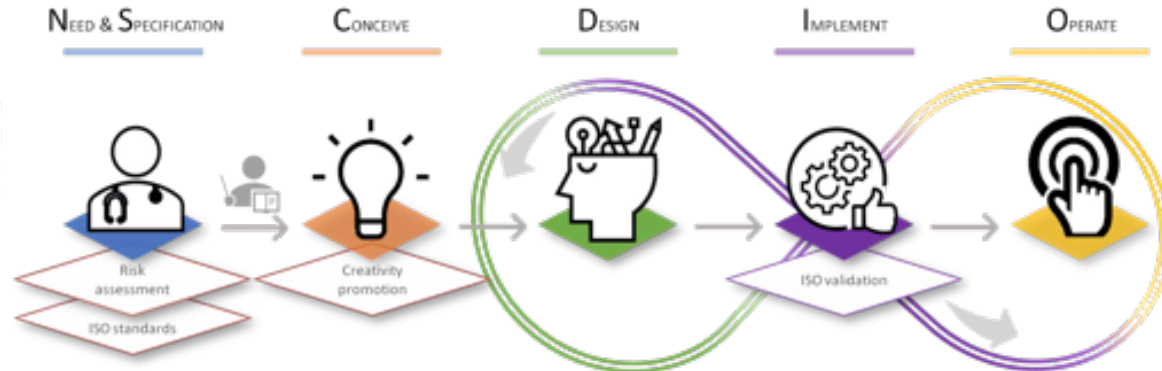 NEED & SPECIFICATION
CONCEIVE
DESIGN
IMPLEMENT
OPERATE
Risk
assessment
ISO standards
Creativity
promotion
ISO validation